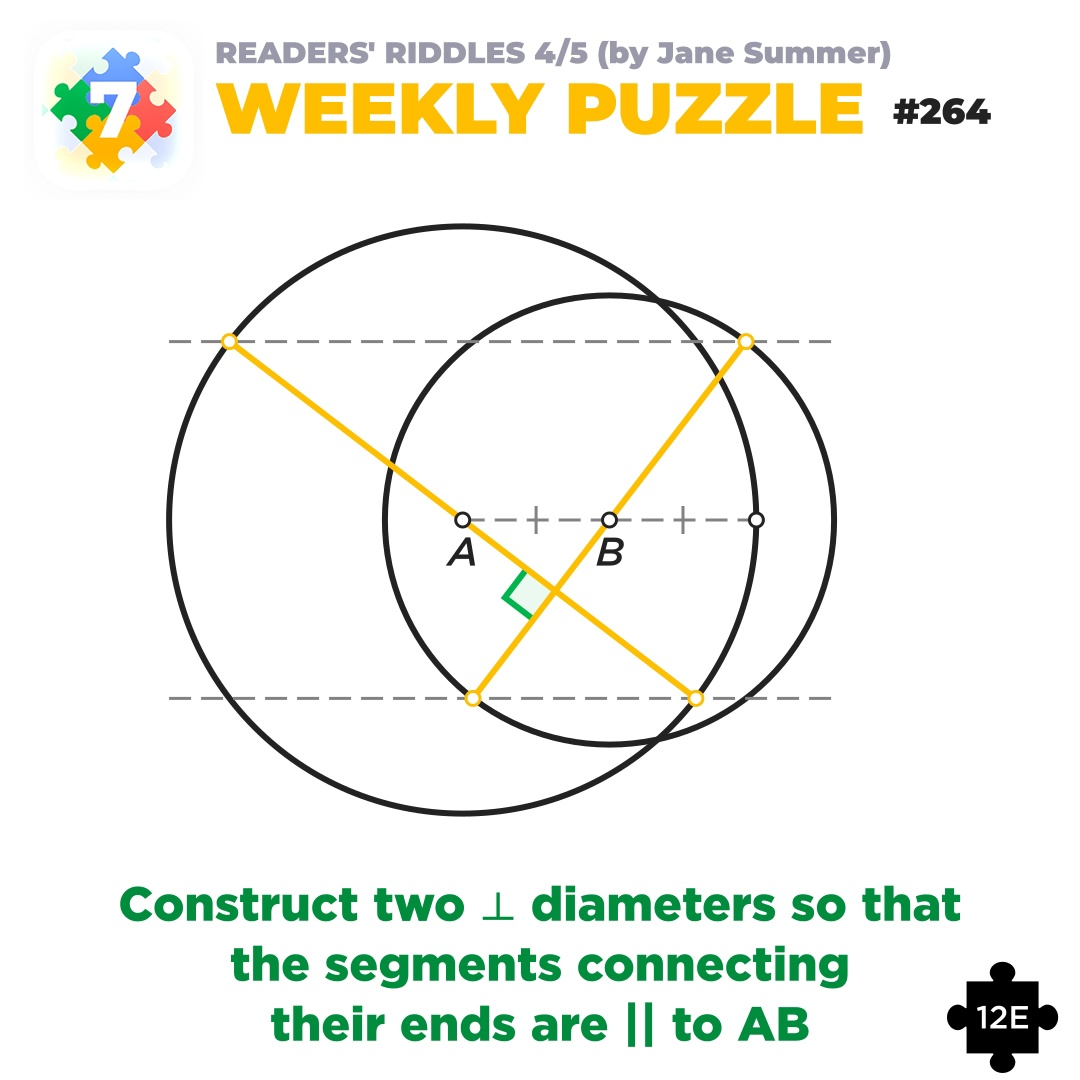 7
READERS' RIDDLES 4/5 (by Jane Summer)
WEEKLY PUZZLE #264
A
B
Construct two ⊥ diameters so that
the segments connecting
their ends are || to AB
12E